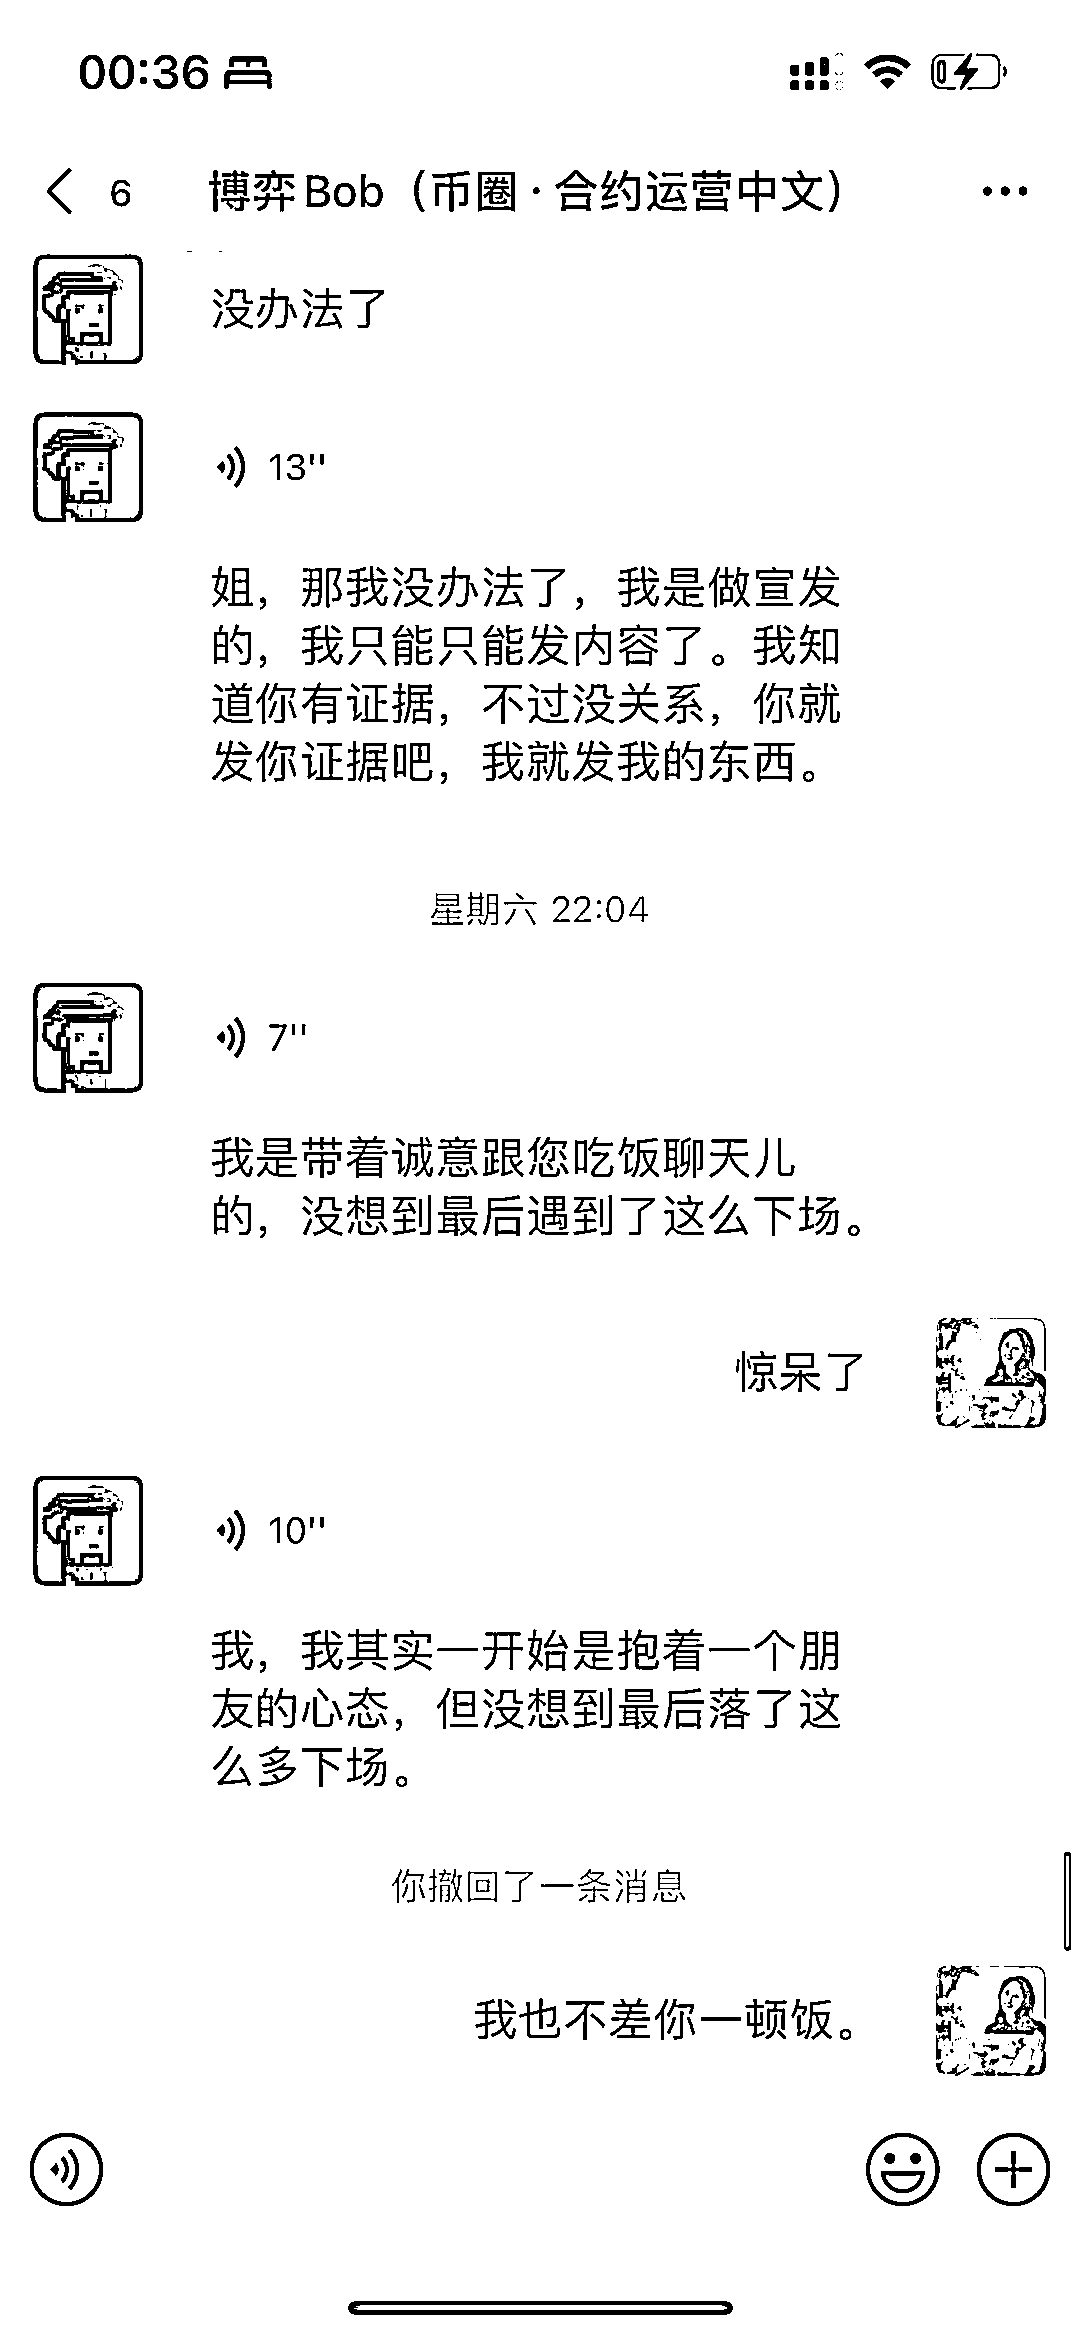 00:36
6
博弈Bob（币圈·合约运营中文）
没办法了
13"
姐，那我没办法了，我是做宣发
的，我只能只能发内容了。我知
道你有证据，不过没关系，你就
发你证据吧，我就发我的东西。
星期六 22:04
7"
我是带着诚意跟您吃饭聊天儿
的，没想到最后遇到了这么下场。
惊呆了
10"
我，我其实一开始是抱着一个朋
友的心态，但没想到最后落了这
么多下场。
你撤回了一条消息
我也不差你一顿饭。